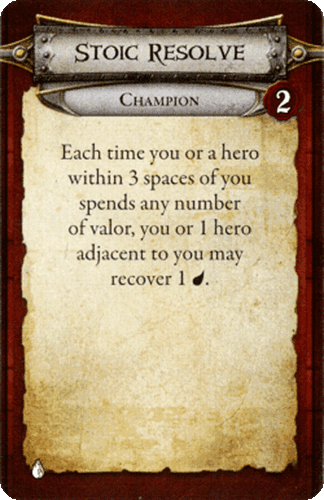 STOIC RESOLVE
CHAMPION
2
Each time you or a hero
within 3 spaces of you
spends any number
of valor, you or 1 hero
adjacent to you may
recover 1 .